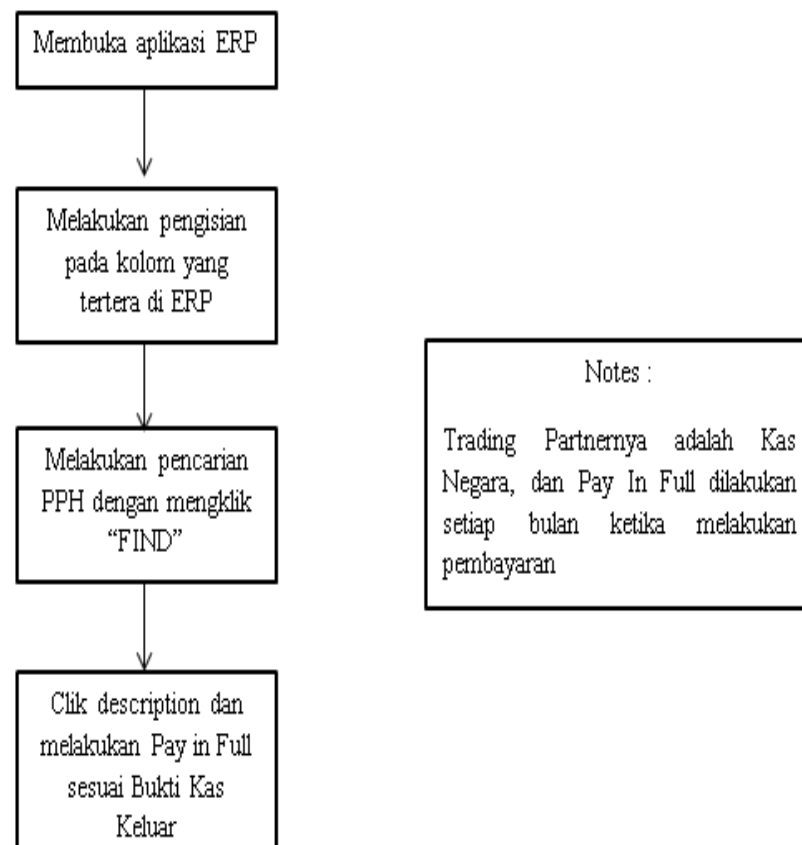 Membuka aplikasi ERP
Melakukan pengisian
pada kolom yang
tertera di ERP
Melakukan pencarian
PPH dengan mengklik
“FIND”
Clik description dan
melakukan Pay in Full
sesuai Bukti Kas
Keluar
Notes :
Trading Partnernya adalah Kas
Negara, dan Pay In Full dilakukan
setiap bulan ketika melakukan
pembayaran